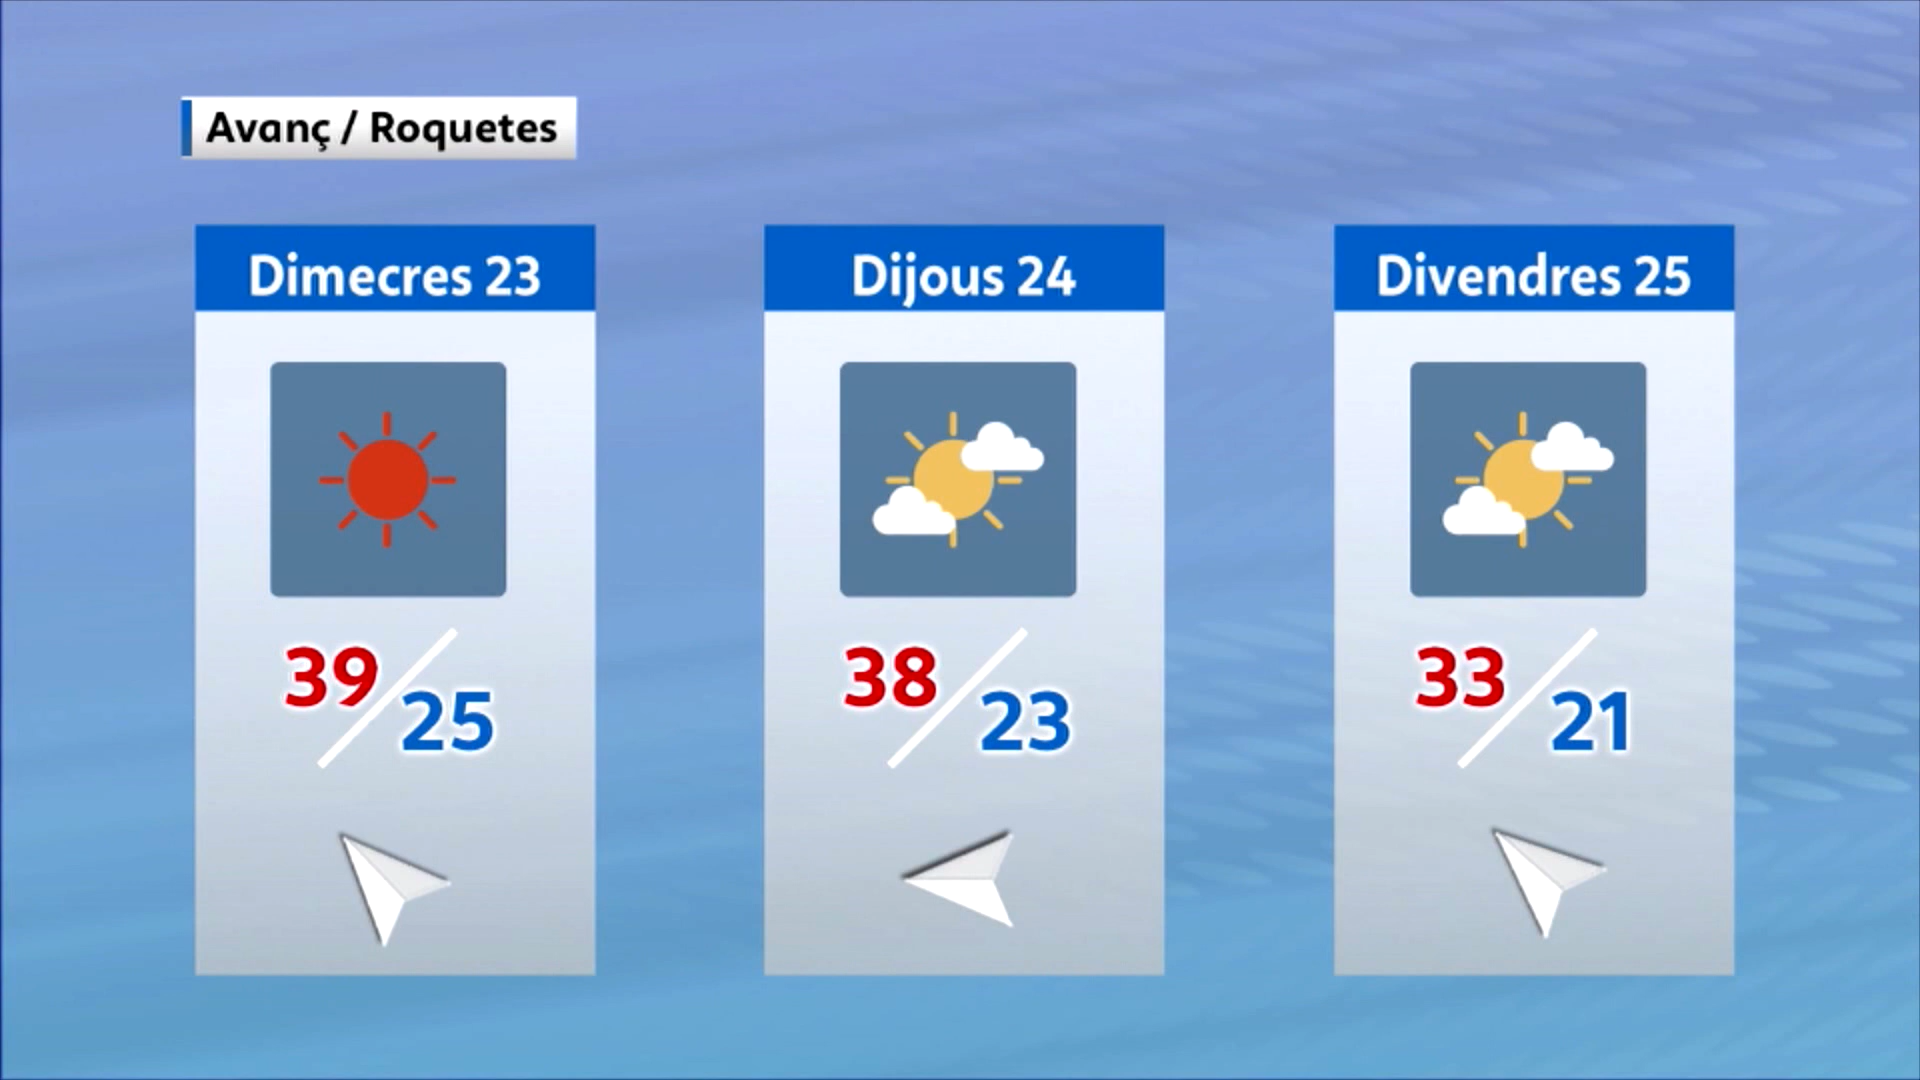 Avanç / Roquetes
Dimecres 23
39
25
Dijous 24
38
23
Divendres 25
33
21